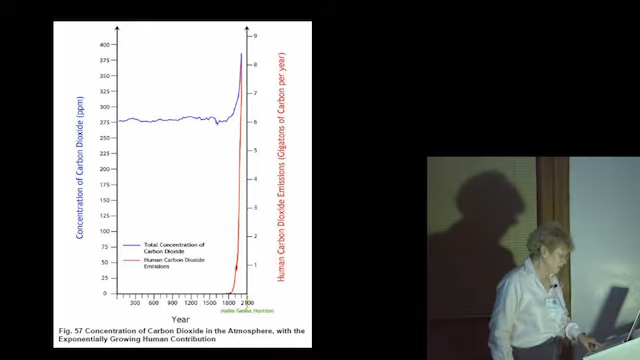 400
375
350
325
300
275
250
225
200
175
150
125
100
75
50
25
0
9
8
7
6
5
4
3
2
1
Concentration of Carbon Dioxide (ppm)
Human Carbon Dioxide Emissions (Gigatons of Carbon per year)
Total Concentration of
Carbon Dioxide
Human Carbon Dioxide
Emissions
300 600 900 1200 1500 1800 2100
Year
Fig. 57 Concentration of Carbon Dioxide in the Atmosphere, with the
Exponentially Growing Human Contribution